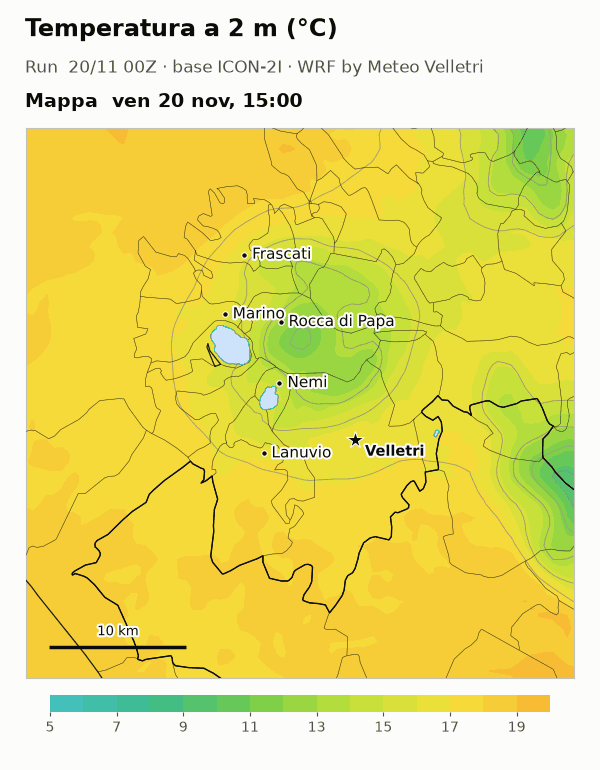 Temperatura a 2 m (°C)
Run  20/11 00Z · base ICON-2I · WRF by Meteo Velletri
Mappa  ven 20 nov, 15:00
Frascati
Marino
Rocca di Papa
Nemi
Velletri
Lanuvio
10 km
5 7 9 11 13 15 17 19